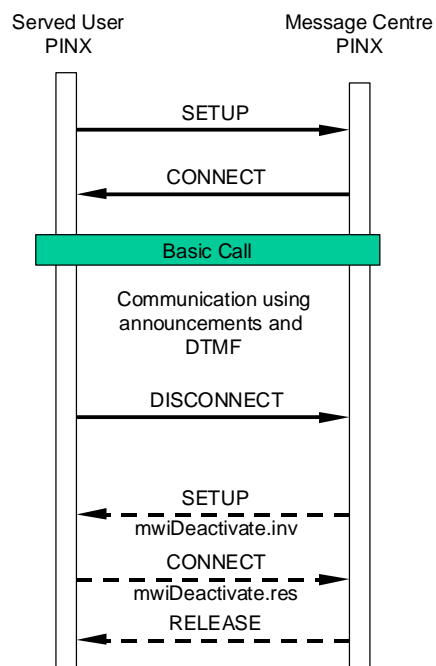 Served User
PINX
Message Centre
PINX
SETUP
CONNECT
Basic Call
Communication using
announcements and
DTMF
DISCONNECT
SETUP
mwiDeactivate.inv
CONNECT
mwiDeactivate.res
RELEASE